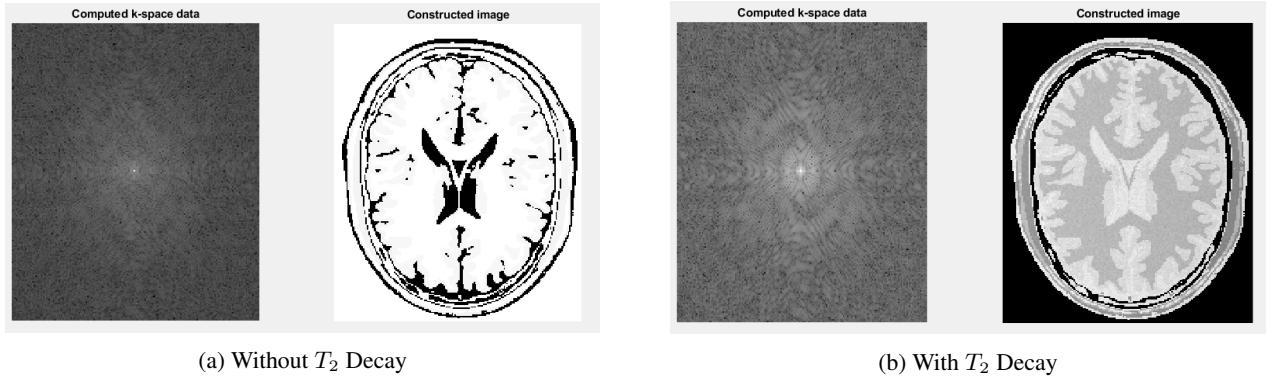 Computed k-space data
Constructed image
Computed k-space data
Constructed image
(a) Without T₂ Decay
(b) With T₂ Decay